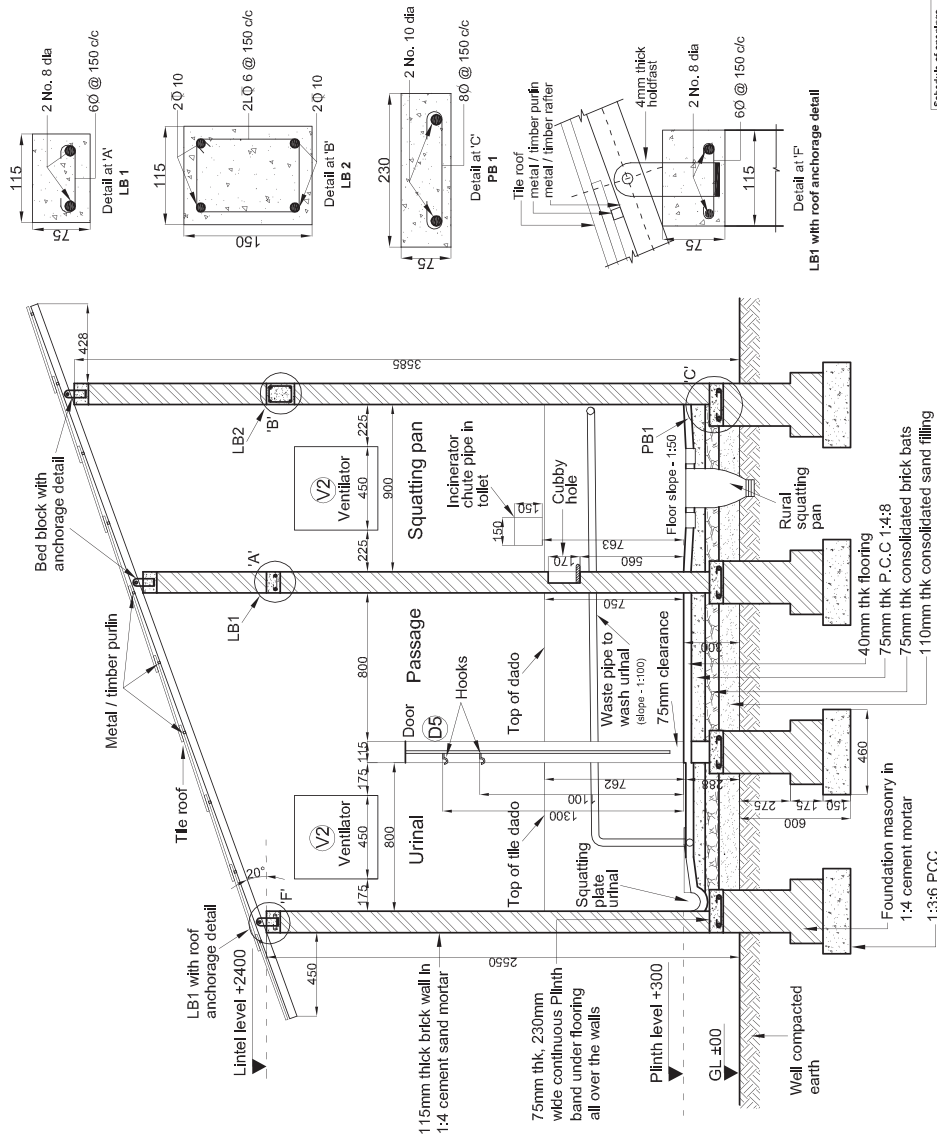 115
75
2 No. 8 dia
6Ø @ 150 c/c
Detail at 'A'
LB 1
115
150
2Ø 10
2LØ 6 @ 150 c/c
2Ø 10
Detail at 'B'
LB 2
230
75
2 No. 10 dia
8Ø @ 150 c/c
Detail at 'C'
PB 1
Tile roof
metal / timber purlin
metal / timber rafter
4mm thick
holdfast
2 No. 8 dia
6Ø @ 150 c/c
75
115
Detail at 'F'
LB1 with roof anchorage detail
Schedule of openings
428
Bed block with
anchorage detail
Metal / timber purlin
Tile roof
20°
LB1 with roof
anchorage detail
'F'
450
Lintel level +2400
115mm thick brick wall in
1:4 cement sand mortar
2550
3585
75mm thk, 230mm
wide continuous Plinth
band under flooring
all over the walls
Plinth level +300
GL ±00
Well compacted
earth
V2
Ventilator
175
450
175
115
800
Urinal
Door
D5
Hooks
Top of tile dado
1300
1100
762
288
Squatting
plate
urinal
LB1
'A'
800
Passage
Top of dado
Waste pipe to
wash urinal
(slope - 1:100)
75mm clearance
750
300
LB2
'B'
V2
Ventilator
225
450
225
900
Squatting pan
Incinerator
chute pipe in
toilet
150
150
Cubby
hole
170
560
763
Floor slope - 1:50
PB1
'C'
Rural
squatting
pan
40mm thk flooring
75mm thk P.C.C 1:4:8
75mm thk consolidated brick bats
110mm thk consolidated sand filling
275
175
150
600
460
Foundation masonry in
1:4 cement mortar
1:3:6 PCC